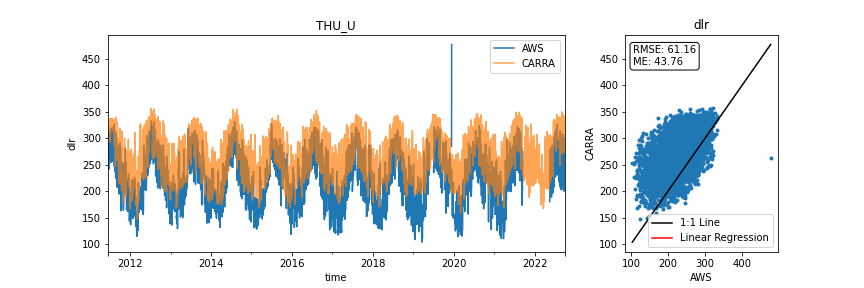 THU_U
dlr
450
400
350
300
250
200
150
100
2012
2014
2016
2018
2020
2022
time
AWS
CARRA
dlr
CARRA
450
400
350
300
250
200
150
100
100
200
300
400
AWS
RMSE: 61.16
ME: 43.76
1:1 Line
Linear Regression